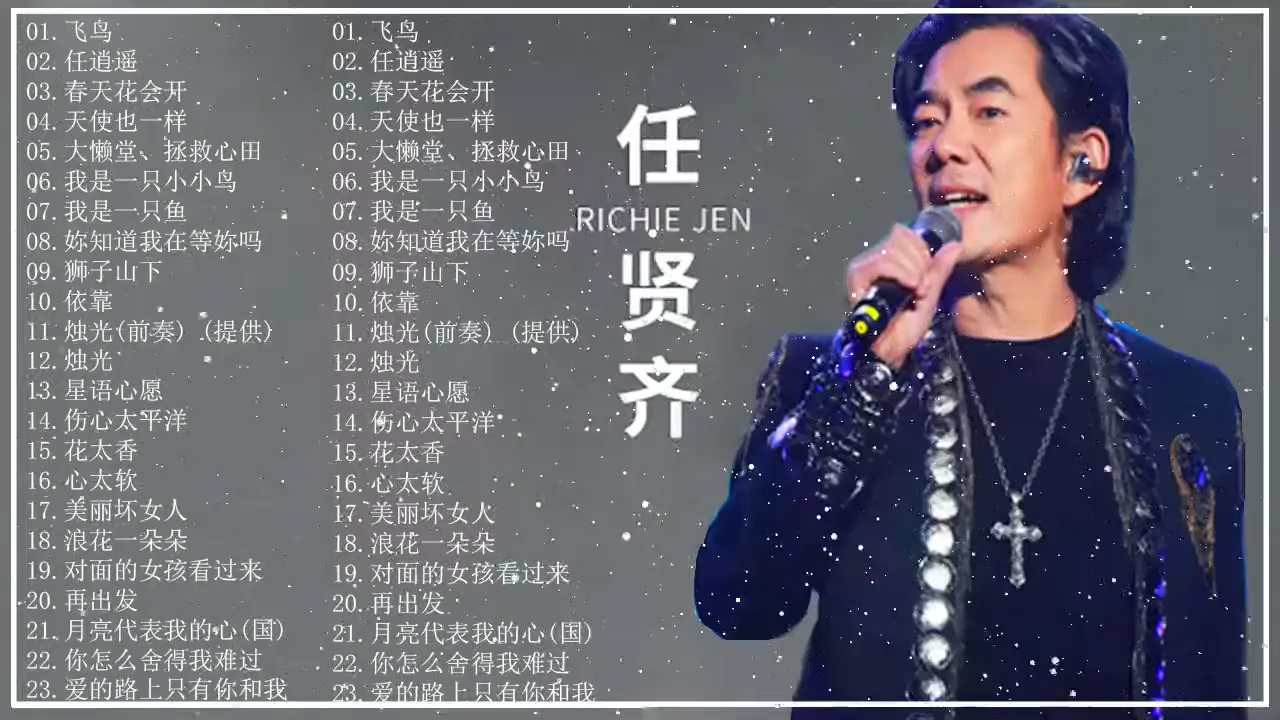 01. 飞鸟
02. 任逍遥
03. 春天花会开
04. 天使也一样
05. 大懒堂、拯救心田
06. 我是一只小小鸟
07. 我是一只鱼
08. 妳知道我在等妳吗
09. 狮子山下
10. 依靠
11. 烛光(前奏) (提供)
12. 烛光
13. 星语心愿
14. 伤心太平洋
15. 花太香
16. 心太软
17. 美丽坏女人
18. 浪花一朵朵
19. 对面的女孩看过来
20. 再出发
21. 月亮代表我的心(国)
22. 你怎么舍得我难过
23. 爱的路上只有你和我
01. 飞鸟
02. 任逍遥
03. 春天花会开
04. 天使也一样
05. 大懒堂、拯救心田
06. 我是一只小小鸟
07. 我是一只鱼
08. 妳知道我在等妳吗
09. 狮子山下
10. 依靠
11. 烛光(前奏) (提供)
12. 烛光
13. 星语心愿
14. 伤心太平洋
15. 花太香
16. 心太软
17. 美丽坏女人
18. 浪花一朵朵
19. 对面的女孩看过来
20. 再出发
21. 月亮代表我的心(国)
22. 你怎么舍得我难过
23. 爱的路上只有你和我
任
RICHIE JEN
贤
齐